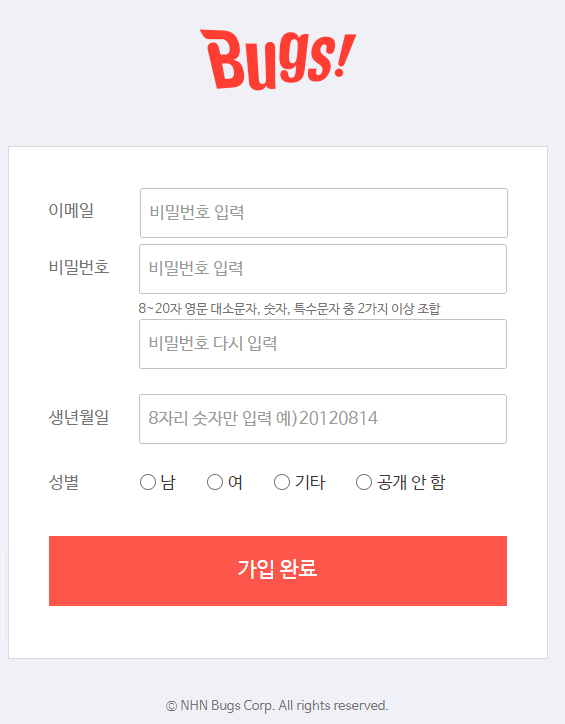 Bugs!
이메일
비밀번호 입력
비밀번호
비밀번호 입력
8~20자 영문 대소문자, 숫자, 특수문자 중 2가지 이상 조합
비밀번호 다시 입력
생년월일
8자리 숫자만 입력 예)20120814
성별
남 여 기타 공개 안 함
가입 완료
© NHN Bugs Corp. All rights reserved.